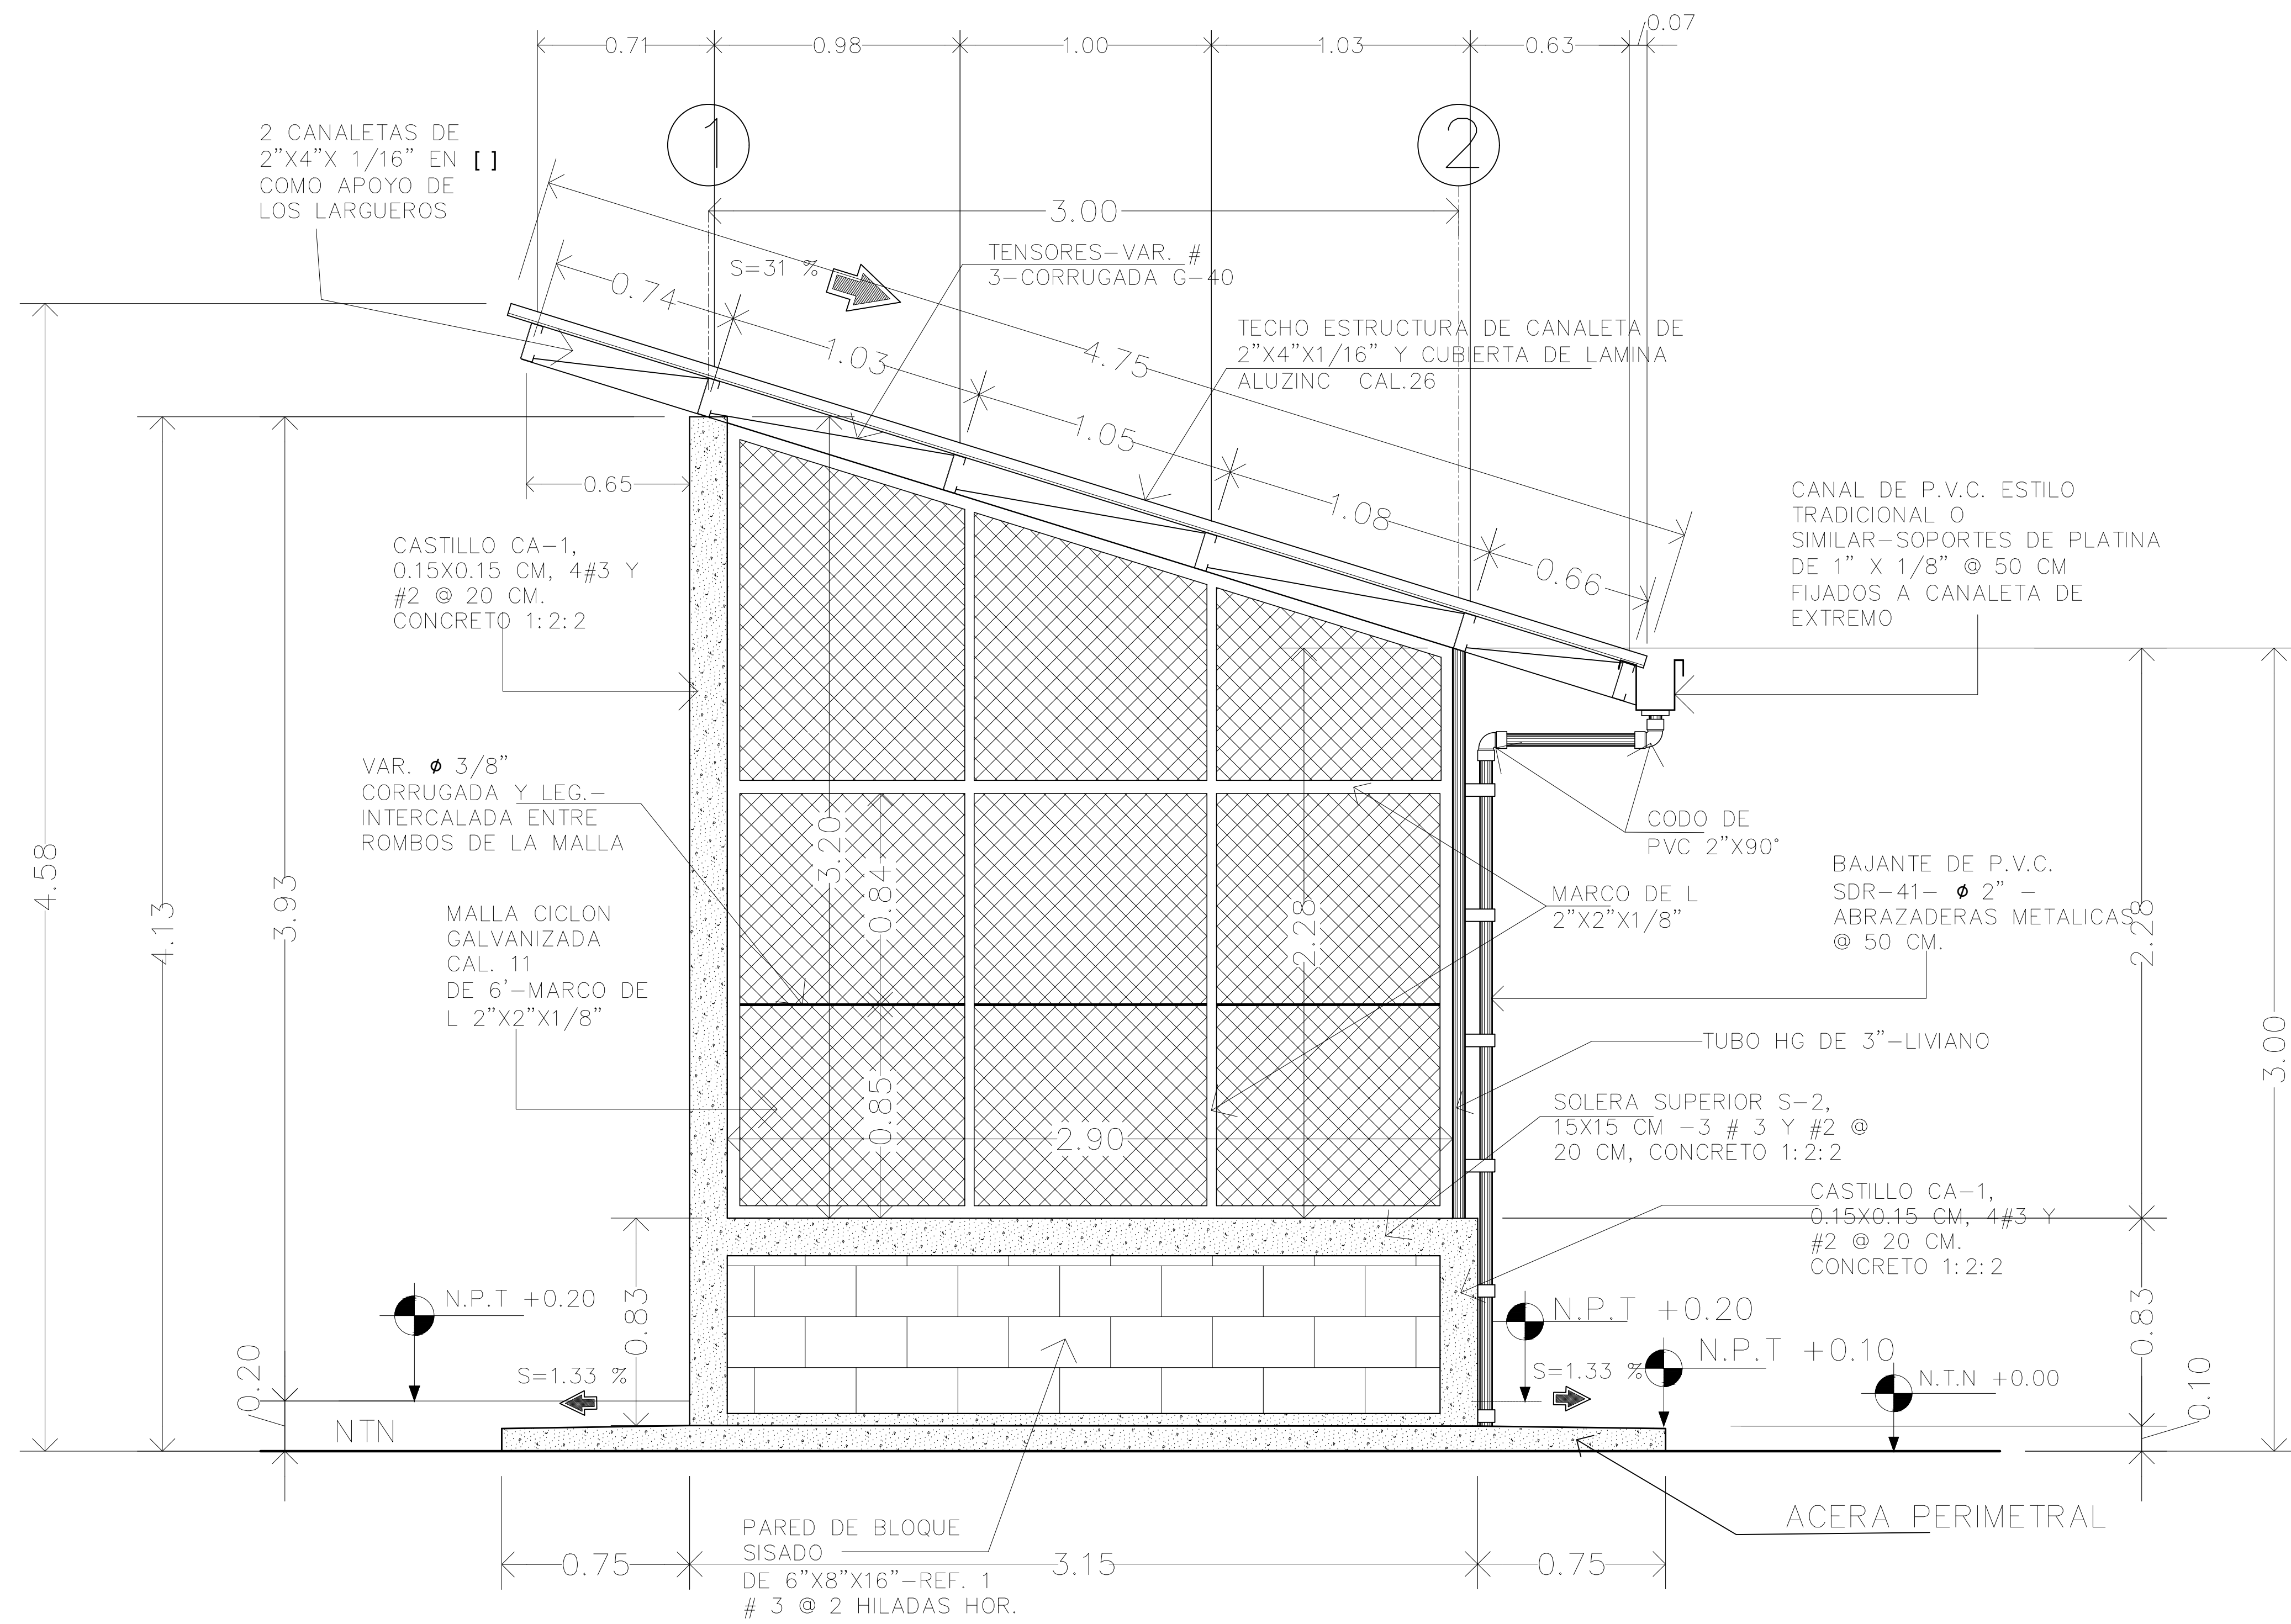 0.71
0.98
1.00
1.03
0.63
0.07
1
2
3.00
2 CANALETAS DE
2"X4"X 1/16" EN []
COMO APOYO DE
LOS LARGUEROS
S=31 %
TENSORES-VAR. #
3-CORRUGADA G-40
0.74
1.03
1.05
1.08
0.66
4.75
TECHO ESTRUCTURA DE CANALETA DE
2"X4"X1/16" Y CUBIERTA DE LAMINA
ALUZINC CAL.26
0.65
CASTILLO CA-1,
0.15X0.15 CM, 4#3 Y
#2 @ 20 CM.
CONCRETO 1:2:2
CANAL DE P.V.C. ESTILO
TRADICIONAL O
SIMILAR-SOPORTES DE PLATINA
DE 1" X 1/8" @ 50 CM
FIJADOS A CANALETA DE
EXTREMO
VAR. ϕ 3/8"
CORRUGADA Y LEG.-
INTERCALADA ENTRE
ROMBOS DE LA MALLA
MALLA CICLON
GALVANIZADA
CAL. 11
DE 6'-MARCO DE
L 2"X2"X1/8"
4.58
4.13
3.93
3.20
0.84
0.85
2.28
2.90
CODO DE
PVC 2"X90°
MARCO DE L
2"X2"X1/8"
BAJANTE DE P.V.C.
SDR-41- ϕ 2" -
ABRAZADERAS METALICAS
@ 50 CM.
2.28
3.00
TUBO HG DE 3"-LIVIANO
SOLERA SUPERIOR S-2,
15X15 CM -3 # 3 Y #2 @
20 CM, CONCRETO 1:2:2
CASTILLO CA-1,
0.15X0.15 CM, 4#3 Y
#2 @ 20 CM.
CONCRETO 1:2:2
N.P.T +0.20
0.83
0.20
S=1.33 %
NTN
N.P.T +0.20
N.P.T +0.10
S=1.33 %
N.T.N +0.00
0.83
0.10
ACERA PERIMETRAL
PARED DE BLOQUE
SISADO
DE 6"X8"X16"-REF. 1
# 3 @ 2 HILADAS HOR.
0.75
3.15
0.75